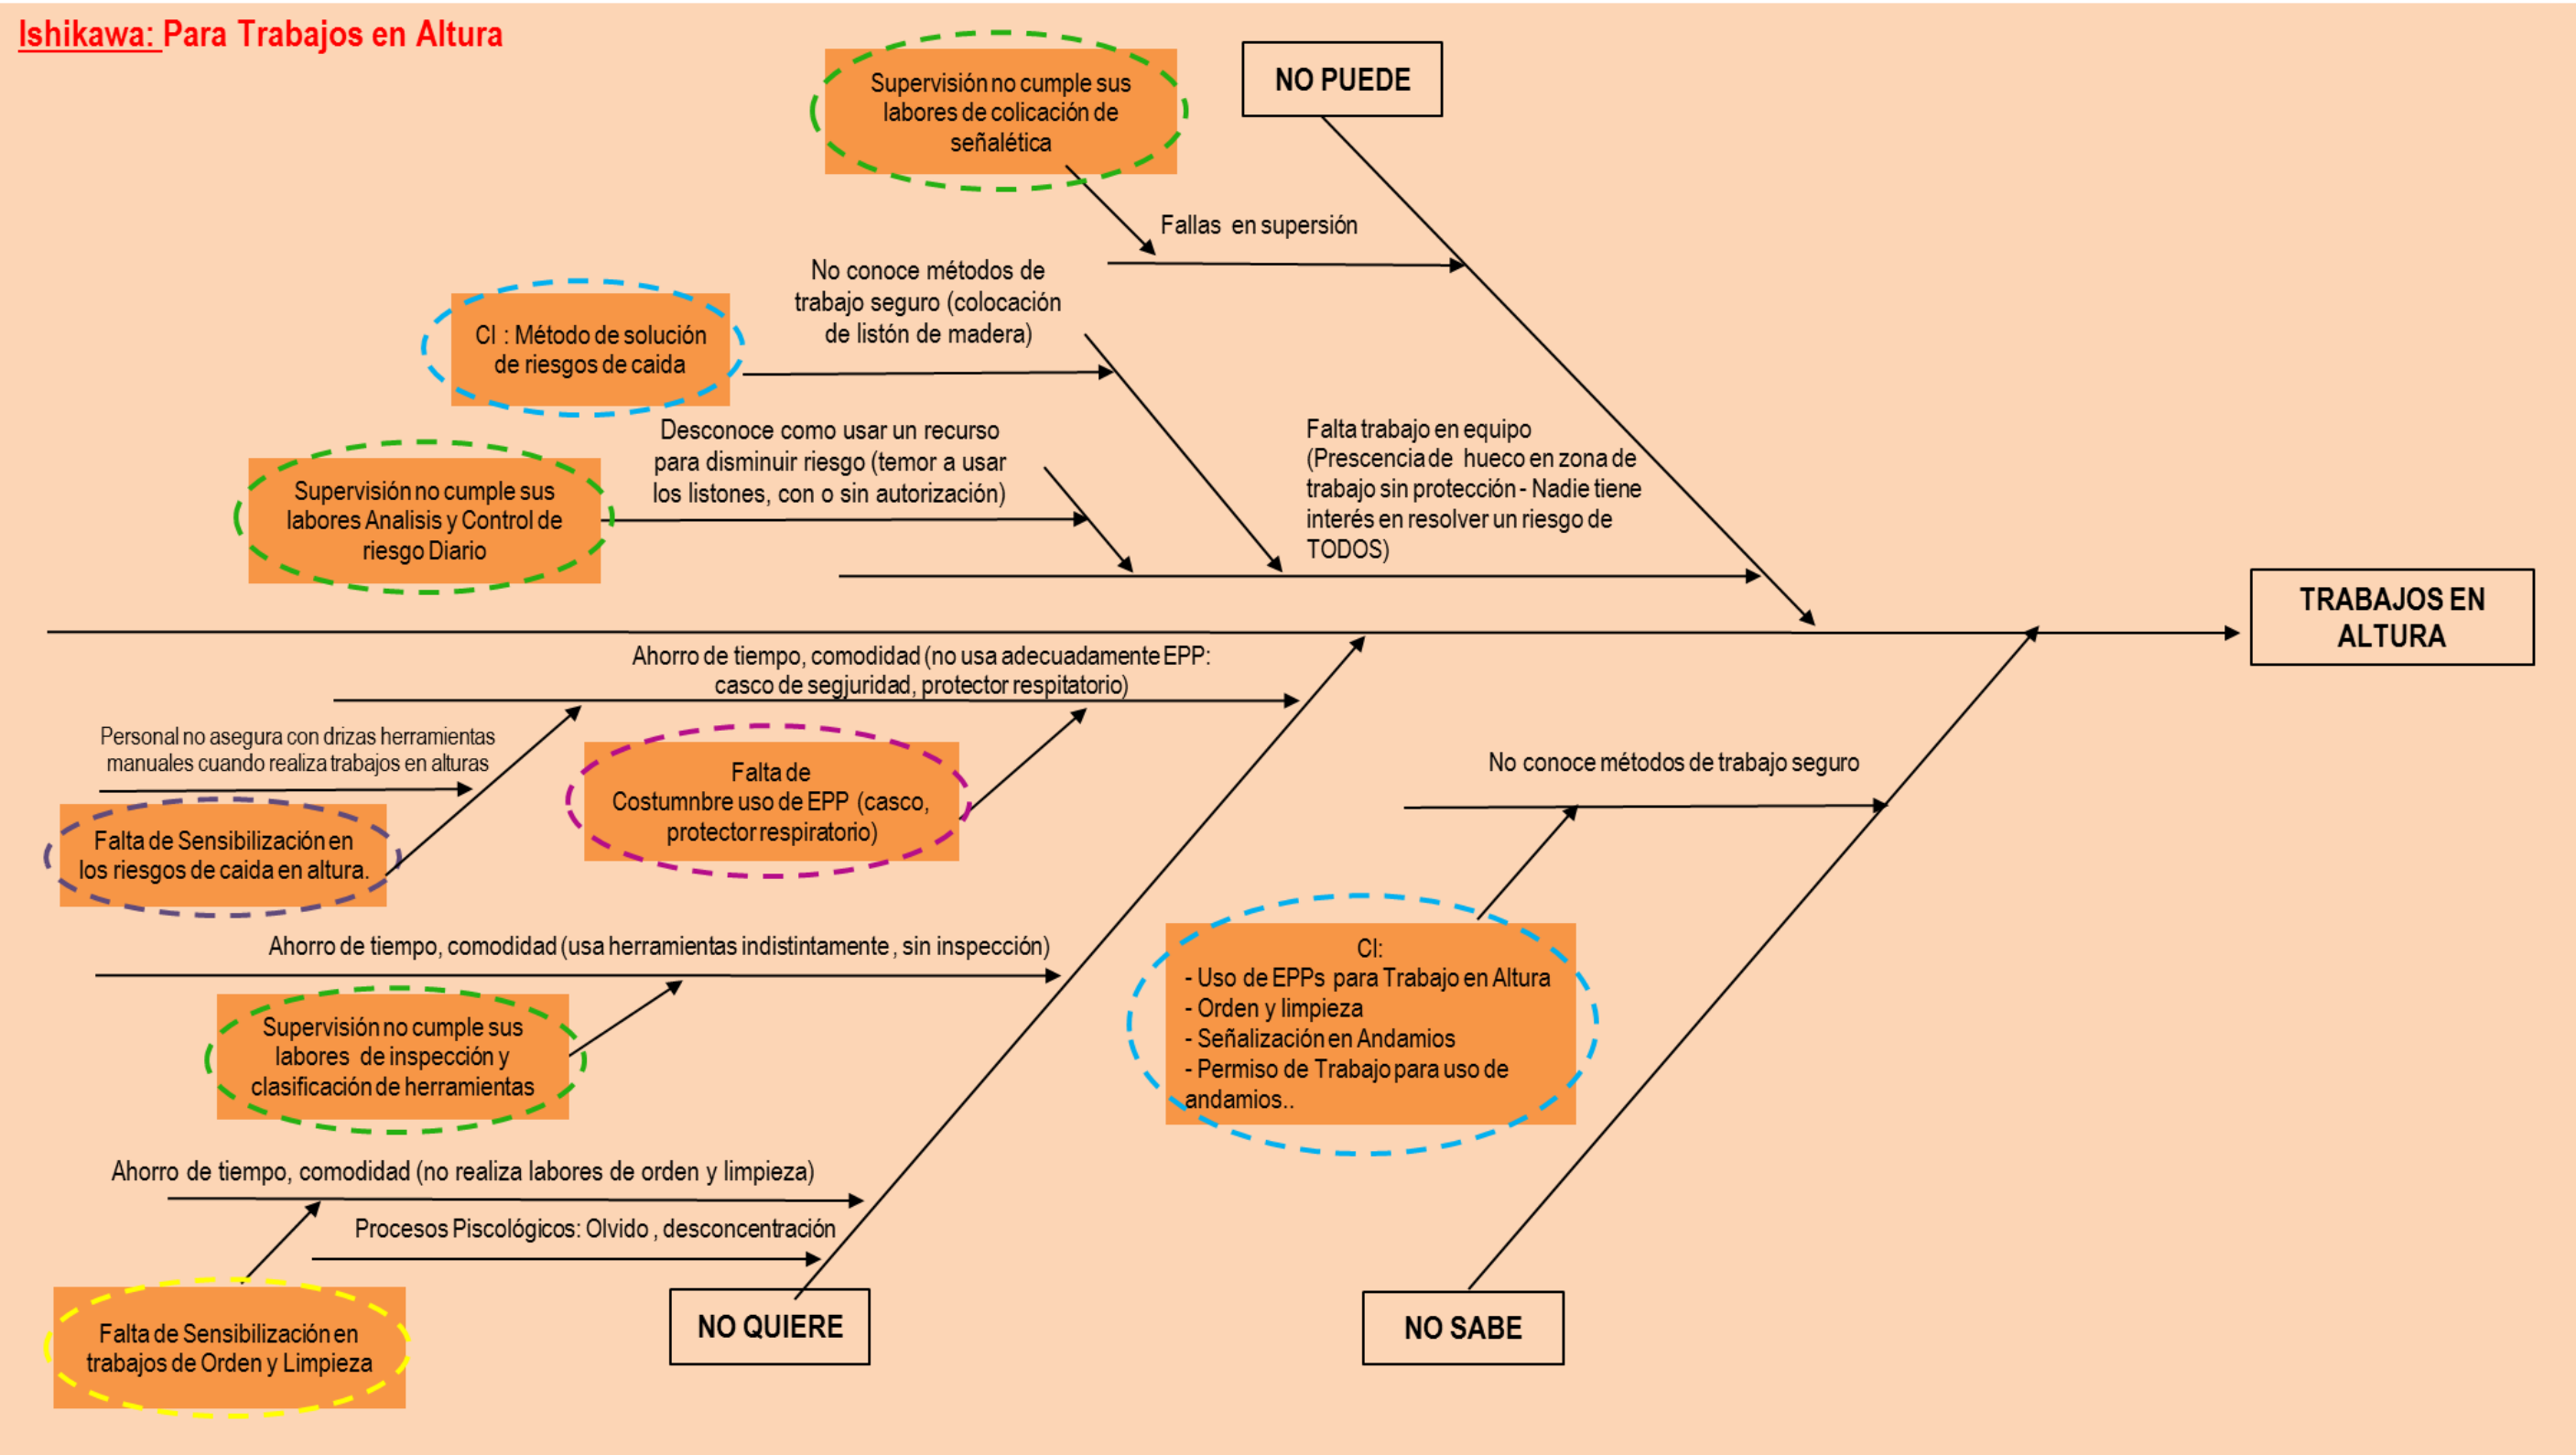 Ishikawa: Para Trabajos en Altura
Supervisión no cumple sus
labores de colicación de
señalética
NO PUEDE
Fallas en supersión
No conoce métodos de
trabajo seguro (colocación
de listón de madera)
CI : Método de solución
de riesgos de caida
Desconoce como usar un recurso
para disminuir riesgo (temor a usar
los listones, con o sin autorización)
Supervisión no cumple sus
labores Analisis y Control de
riesgo Diario
Falta trabajo en equipo
(Prescencia de hueco en zona de
trabajo sin protección - Nadie tiene
interés en resolver un riesgo de
TODOS)
TRABAJOS EN
ALTURA
Ahorro de tiempo, comodidad (no usa adecuadamente EPP:
casco de segjuridad, protector respitatorio)
Personal no asegura con drizas herramientas
manuales cuando realiza trabajos en alturas
Falta de
Costumnbre uso de EPP (casco,
protector respiratorio)
No conoce métodos de trabajo seguro
Falta de Sensibilización en
los riesgos de caida en altura.
Ahorro de tiempo, comodidad (usa herramientas indistintamente, sin inspección)
CI:
- Uso de EPPs para Trabajo en Altura
- Orden y limpieza
- Señalización en Andamios
- Permiso de Trabajo para uso de
andamios..
Supervisión no cumple sus
labores de inspección y
clasificación de herramientas
Ahorro de tiempo, comodidad (no realiza labores de orden y limpieza)
Procesos Piscológicos: Olvido , desconcentración
NO QUIERE
NO SABE
Falta de Sensibilización en
trabajos de Orden y Limpieza